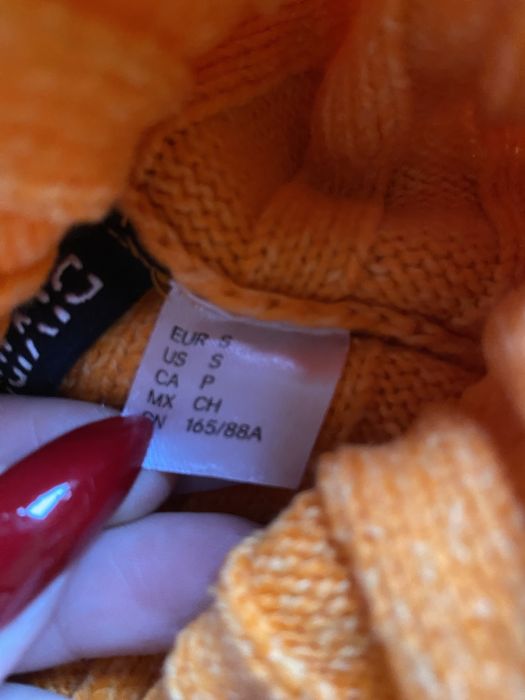 EUR S
US S
CA P
MX CH
CN 165/88A